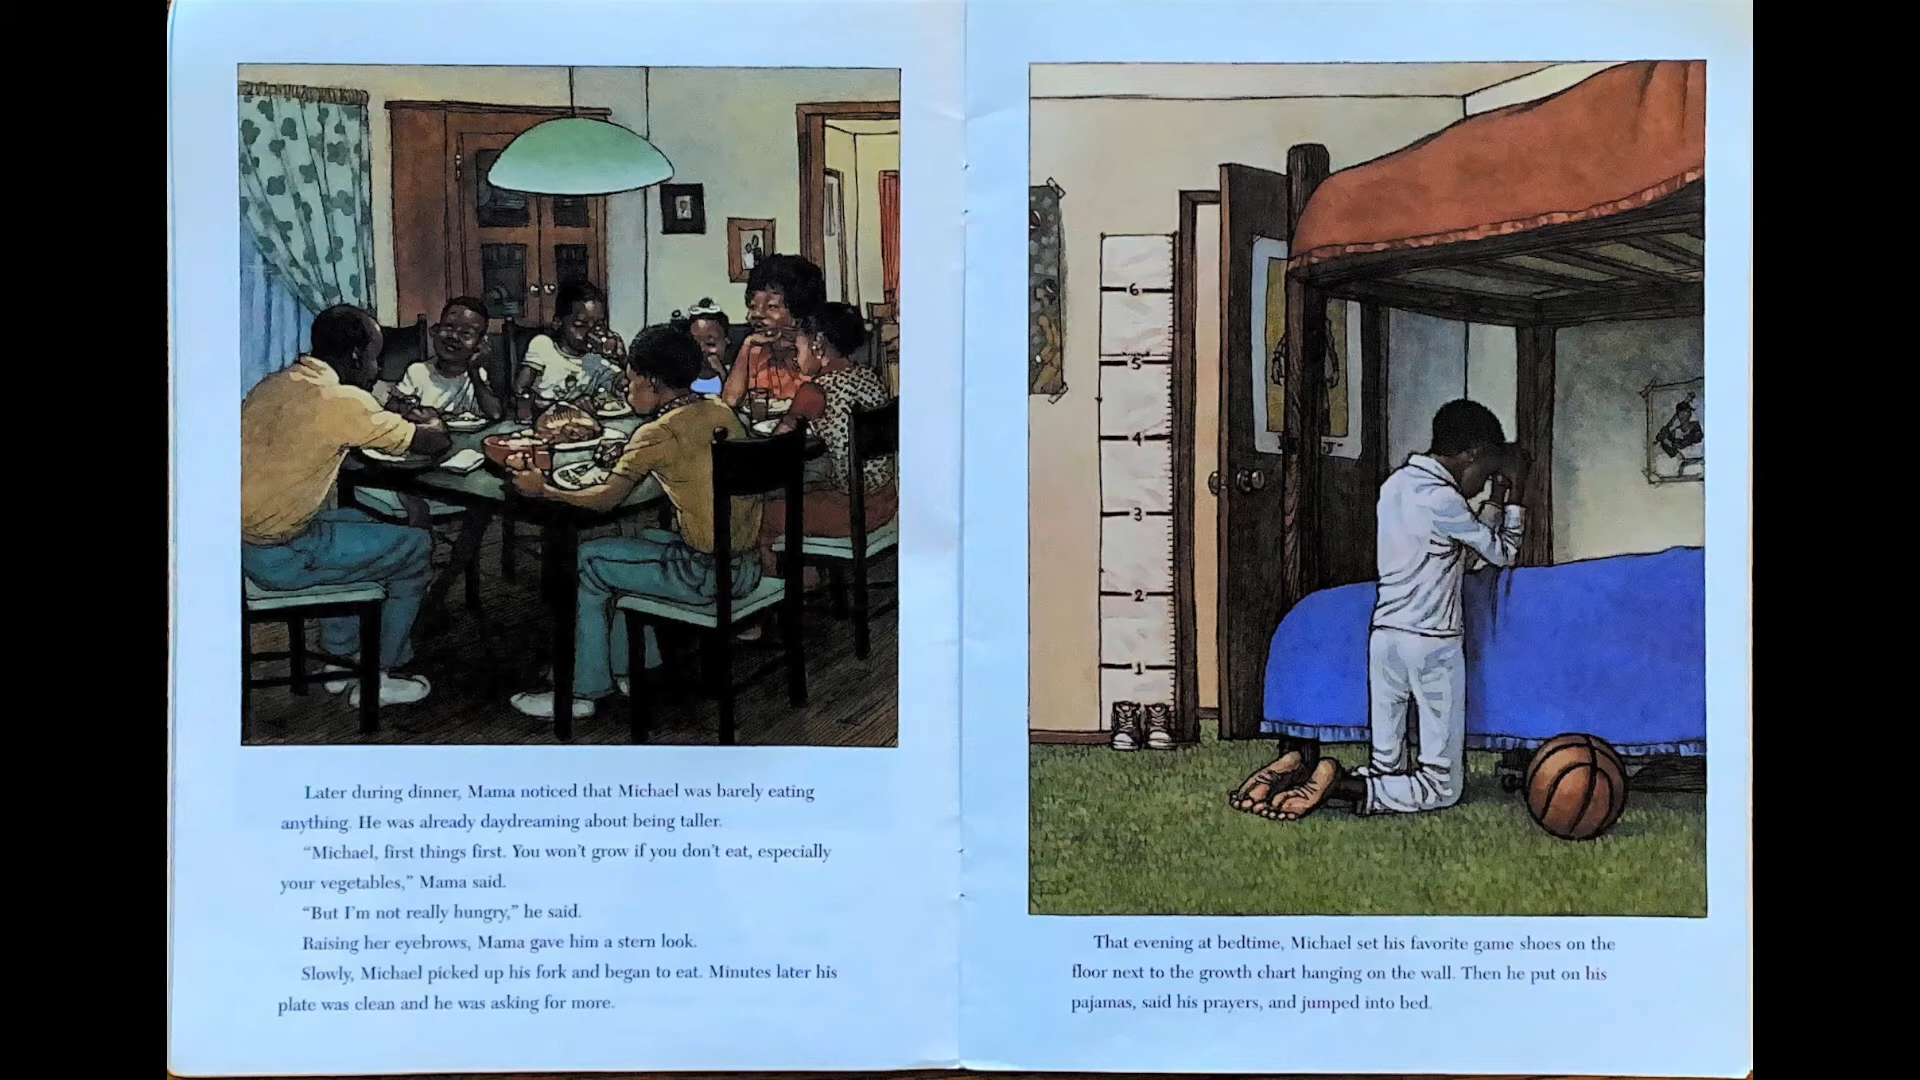 Later during dinner, Mama noticed that Michael was barely eating
anything. He was already daydreaming about being taller.
“Michael, first things first. You won’t grow if you don’t eat, especially
your vegetables,” Mama said.
“But I’m not really hungry,” he said.
Raising her eyebrows, Mama gave him a stern look.
Slowly, Michael picked up his fork and began to eat. Minutes later his
plate was clean and he was asking for more.
6
5
4
3
2
1
That evening at bedtime, Michael set his favorite game shoes on the
floor next to the growth chart hanging on the wall. Then he put on his
pajamas, said his prayers, and jumped into bed.